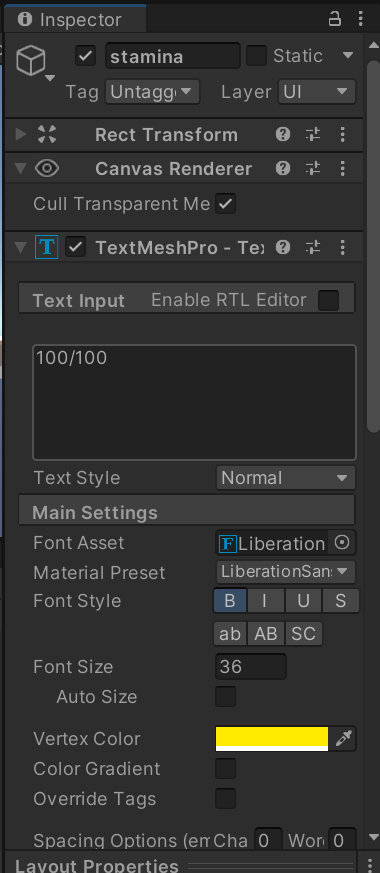 Inspector
stamina Static
Tag Untagge Layer UI
Rect Transform
Canvas Renderer
Cull Transparent Me
T TextMeshPro - Tex
Text Input Enable RTL Editor
100/100
Text Style Normal
Main Settings
Font Asset F Liberation
Material Preset LiberationSans
Font Style B I U S
ab AB SC
Font Size 36
Auto Size
Vertex Color
Color Gradient
Override Tags
Spacing Options (em Cha 0 Wor 0
Layout Properties